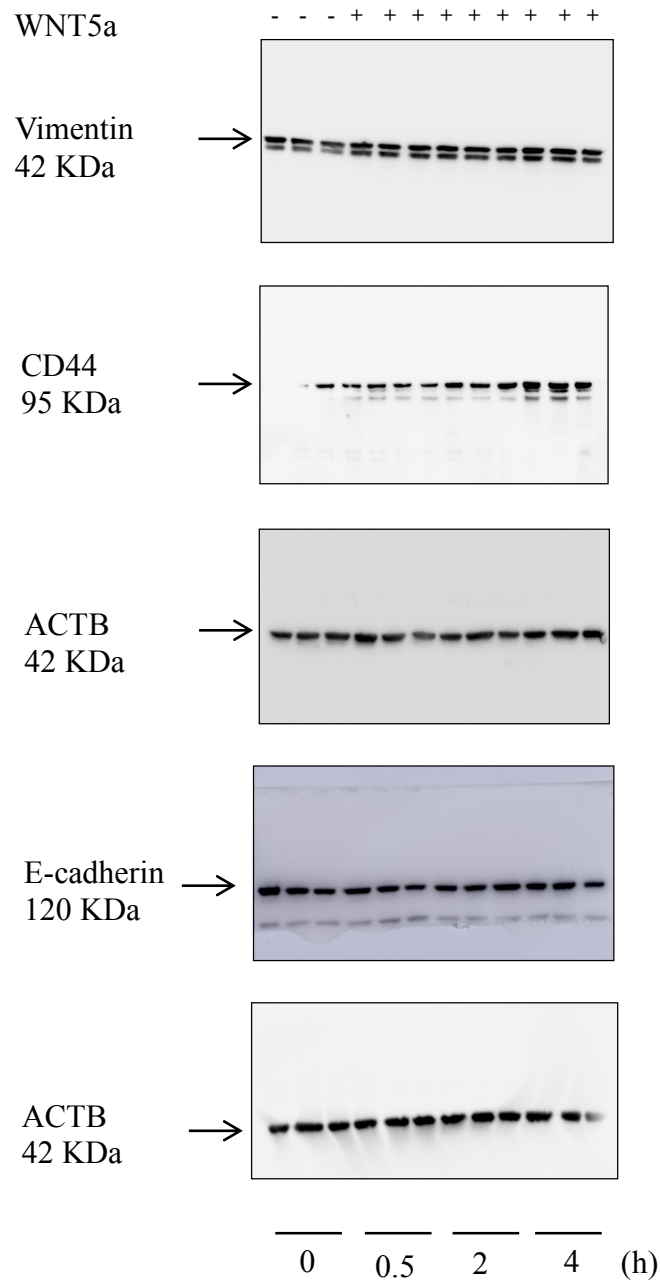 WNT5a - - - + + + + + + + + +
Vimentin
42 KDa
CD44
95 KDa
ACTB
42 KDa
E-cadherin
120 KDa
ACTB
42 KDa
0 0.5 2 4 (h)